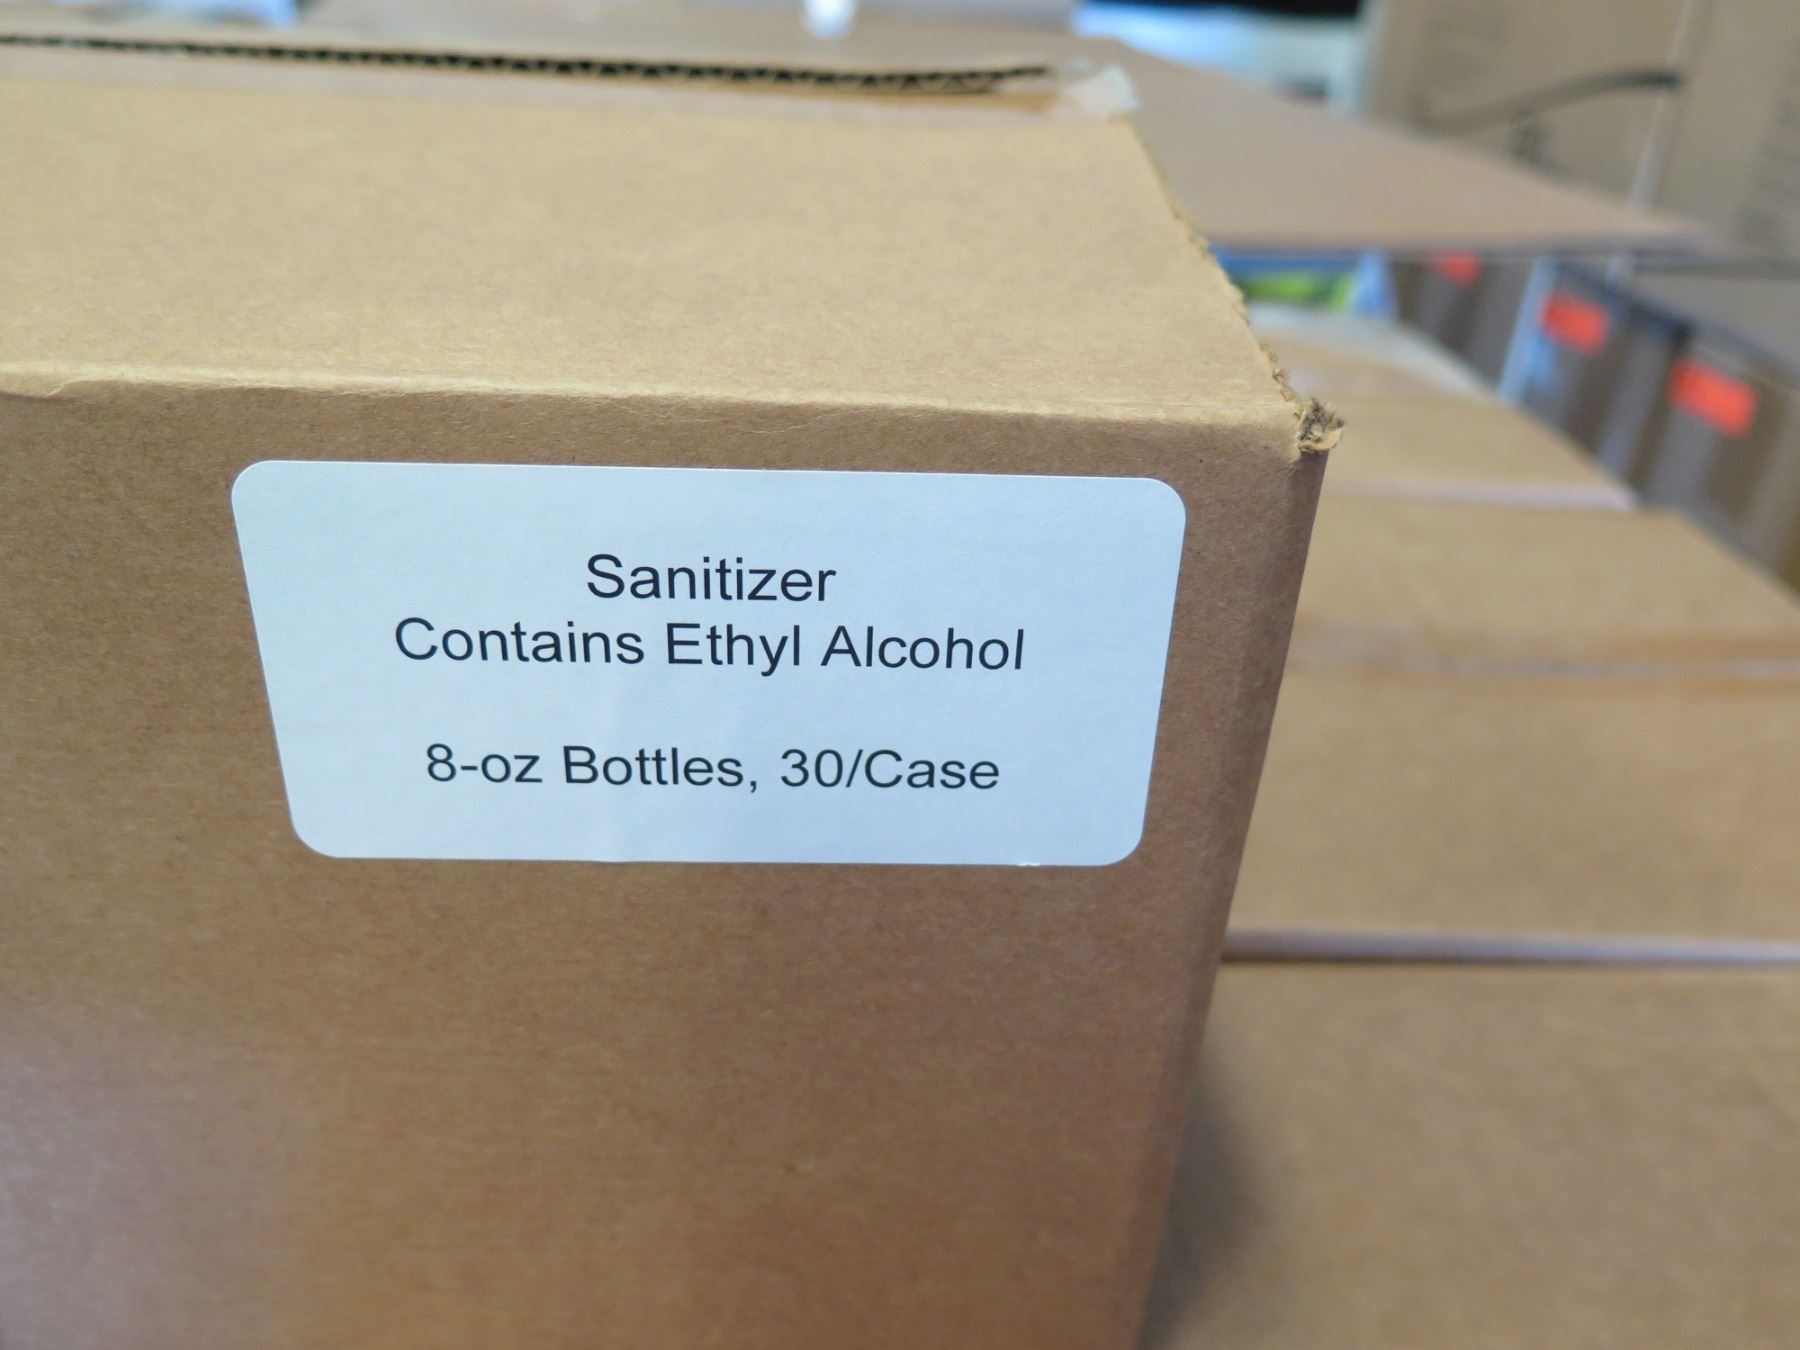 Sanitizer
Contains Ethyl Alcohol
8-oz Bottles, 30/Case